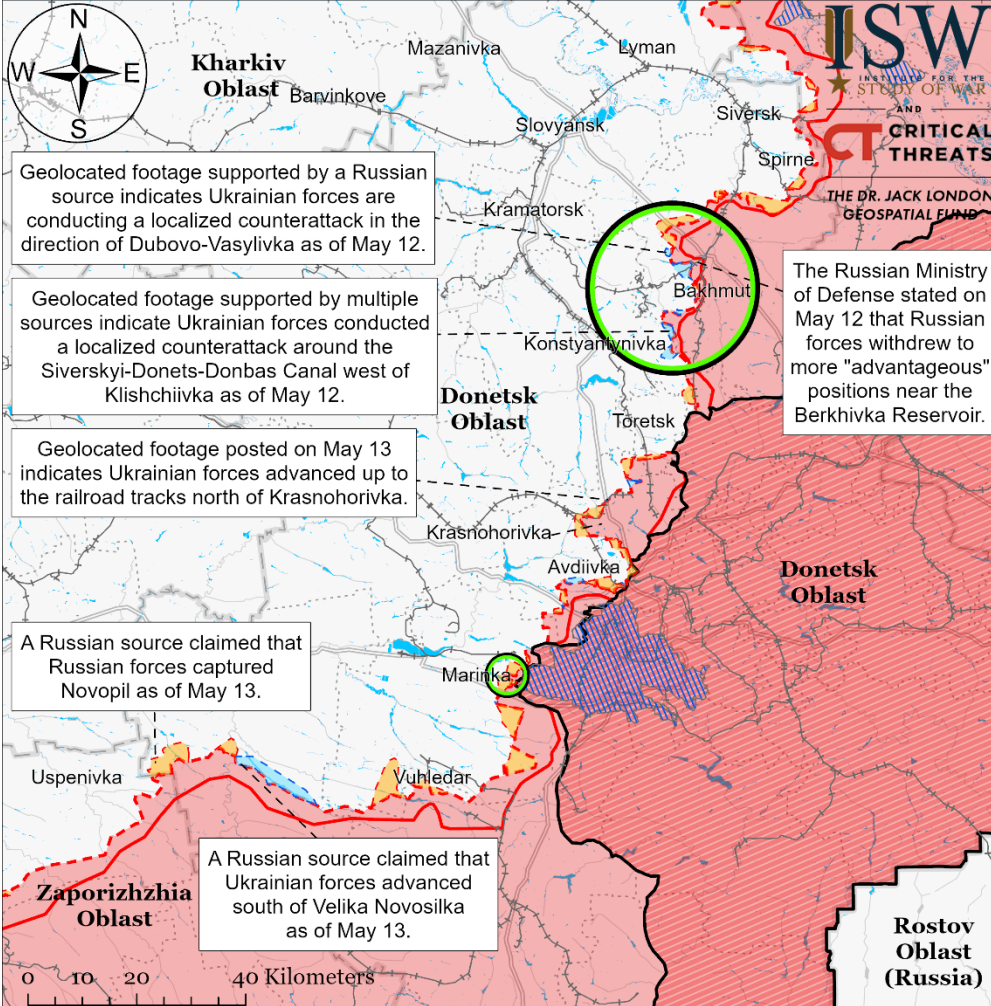 N
W E
S
Kharkiv
Oblast
Mazanivka
Lyman
Barvinkove
Slovyansk
Siversk
Spirne
Kramatorsk
ISW
INSTITUTE FOR THE
STUDY OF WAR
AND
CT CRITICAL
THREATS
THE DR. JACK LONDON
GEOSPATIAL FUND
Geolocated footage supported by a Russian
source indicates Ukrainian forces are
conducting a localized counterattack in the
direction of Dubovo-Vasylivka as of May 12.
Geolocated footage supported by multiple
sources indicate Ukrainian forces conducted
a localized counterattack around the
Siverskyi-Donets-Donbas Canal west of
Klishchiivka as of May 12.
Bakhmut
Konstyantynivka
The Russian Ministry
of Defense stated on
May 12 that Russian
forces withdrew to
more "advantageous"
positions near the
Berkhivka Reservoir.
Donetsk
Oblast
Toretsk
Geolocated footage posted on May 13
indicates Ukrainian forces advanced up to
the railroad tracks north of Krasnohorivka.
Krasnohorivka
Avdiivka
Donetsk
Oblast
A Russian source claimed that
Russian forces captured
Novopil as of May 13.
Marinka
Uspenivka
Vuhledar
A Russian source claimed that
Ukrainian forces advanced
south of Velika Novosilka
as of May 13.
Zaporizhzhia
Oblast
Rostov
Oblast
(Russia)
0 10 20 40 Kilometers